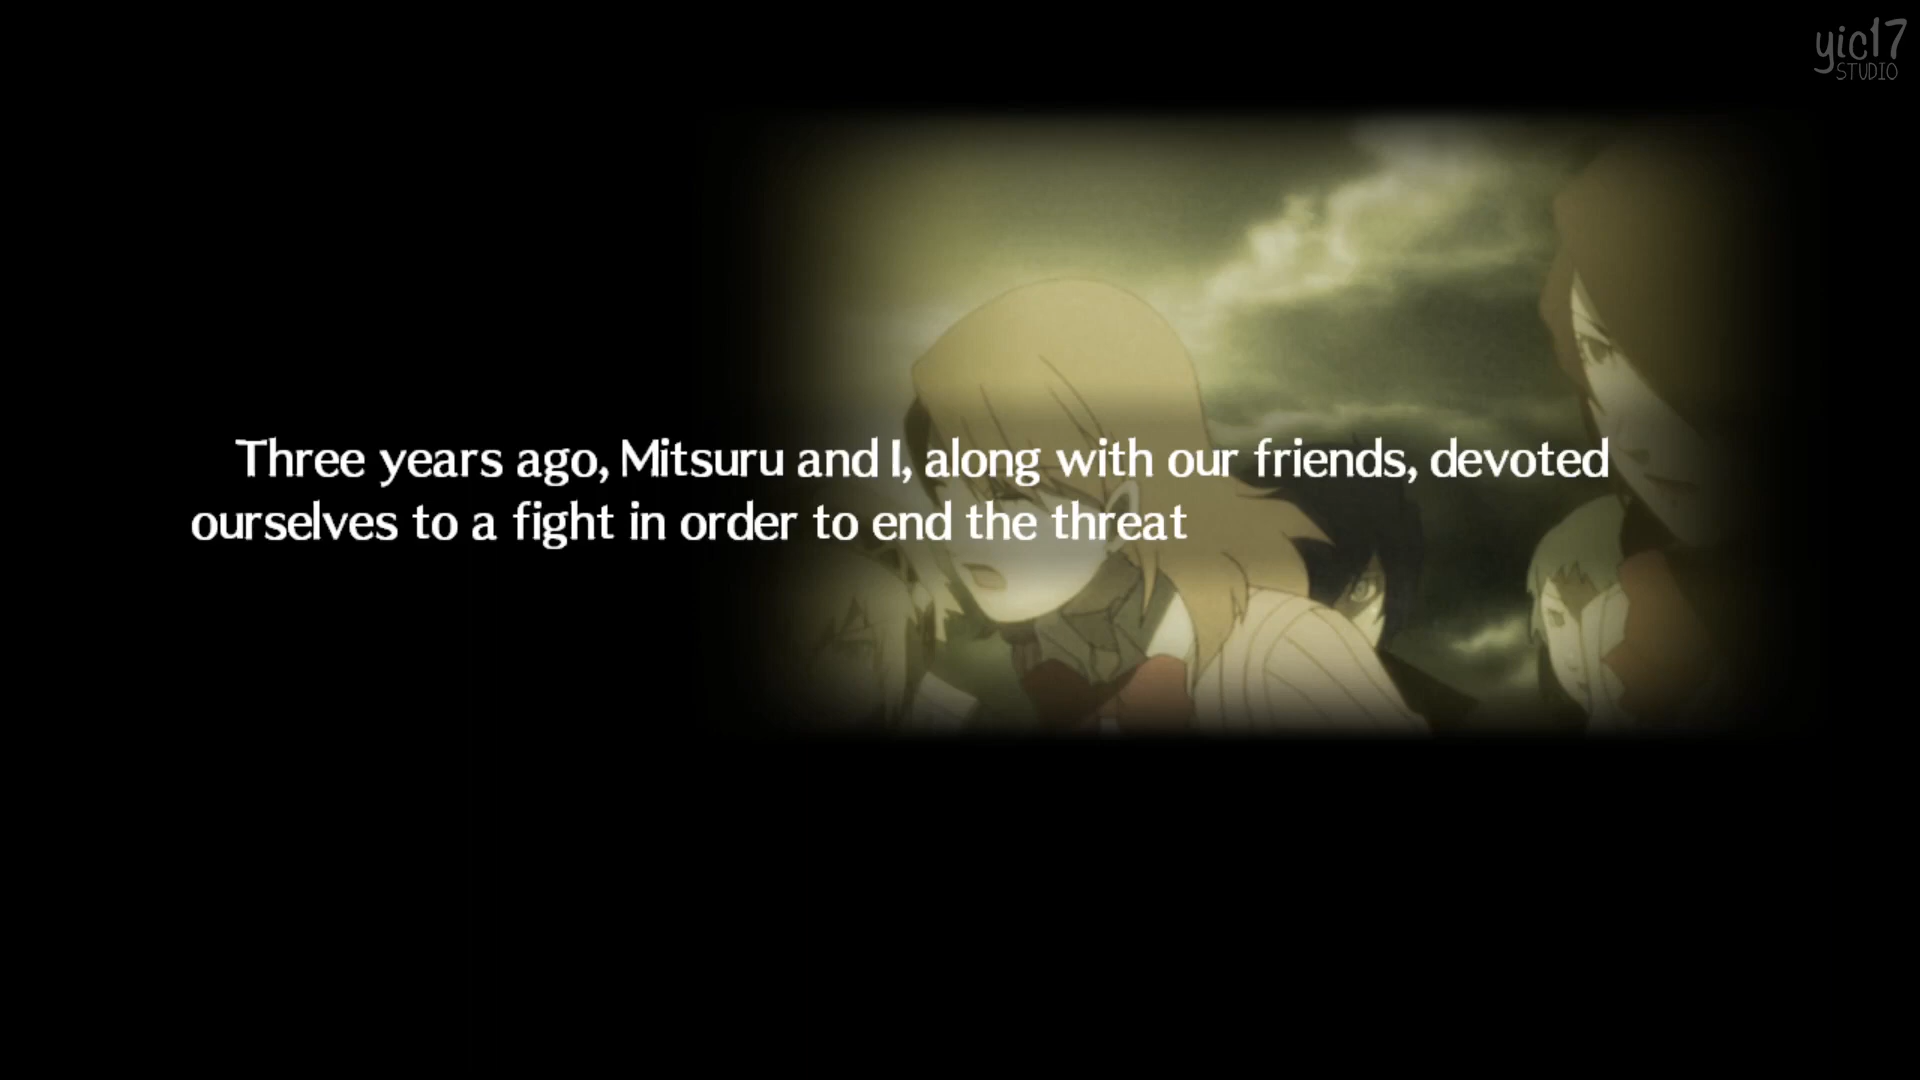 yic17
STUDIO
Three years ago, Mitsuru and I, along with our friends, devoted
ourselves to a fight in order to end the threat